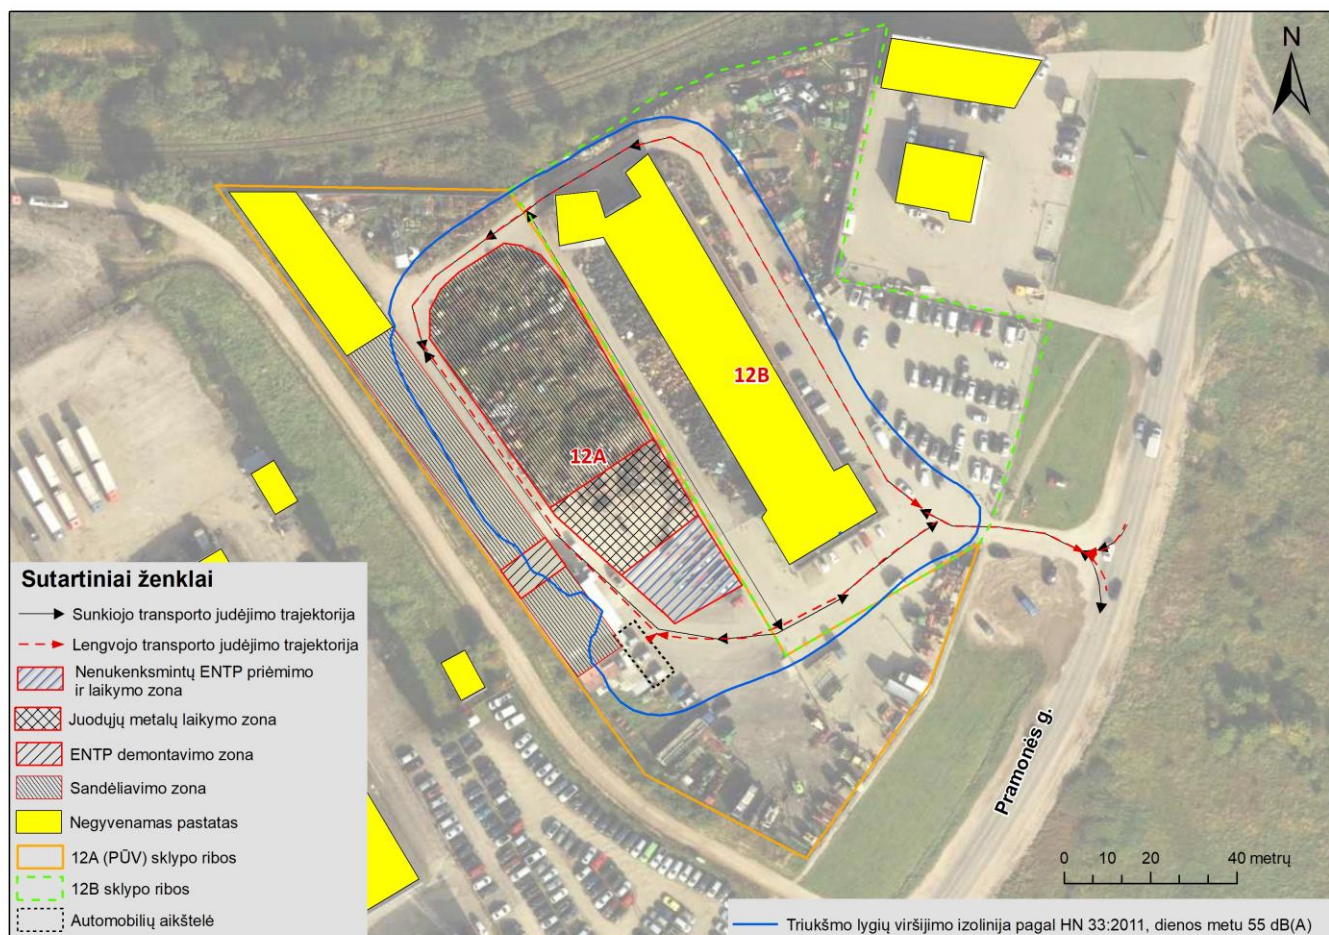 N
12B
12A
Pramonės g.
Sutartiniai ženklai
Sunkiojo transporto judėjimo trajektorija
Lengvojo transporto judėjimo trajektorija
Nenukenksmintų ENTP priėmimo
ir laikymo zona
Juodųjų metalų laikymo zona
ENTP demontavimo zona
Sandėliavimo zona
Negyvenamas pastatas
12A (PŪV) sklypo ribos
12B sklypo ribos
Automobilių aikštelė
0 10 20 40 metrų
Triukšmo lygių viršijimo izolinija pagal HN 33:2011, dienos metu 55 dB(A)